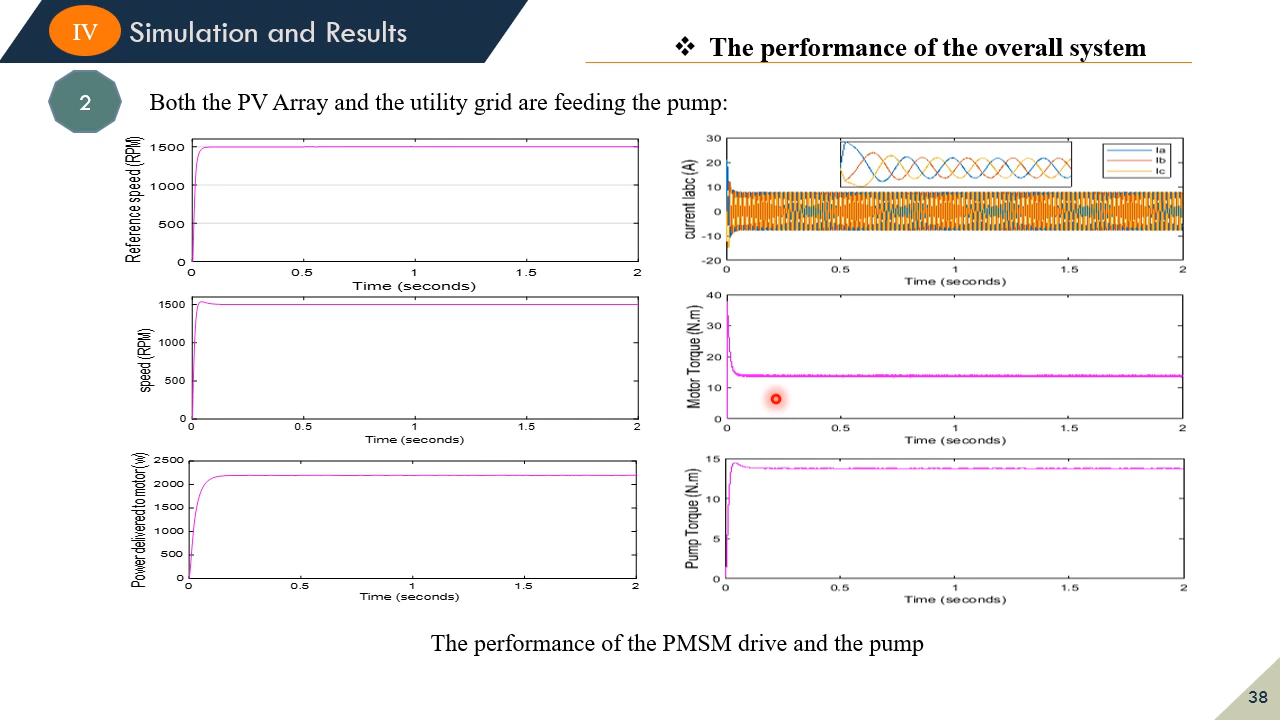 IV Simulation and Results
❖ The performance of the overall system
2 Both the PV Array and the utility grid are feeding the pump:
Reference speed (RPM)
1500
1000
500
0
0 0.5 1 1.5 2
Time (seconds)
speed (RPM)
1500
1000
500
0
0 0.5 1 1.5 2
Time (seconds)
Power delivered to motor (w)
2500
2000
1500
1000
500
0
0 0.5 1 1.5 2
Time (seconds)
current Iabc (A)
30
20
10
0
-10
-20
Ia
Ib
Ic
0 0.5 1 1.5 2
Time (seconds)
Motor Torque (N.m)
40
30
20
10
0
0 0.5 1 1.5 2
Time (seconds)
Pump Torque (N.m)
15
10
5
0
0 0.5 1 1.5 2
Time (seconds)
The performance of the PMSM drive and the pump
38